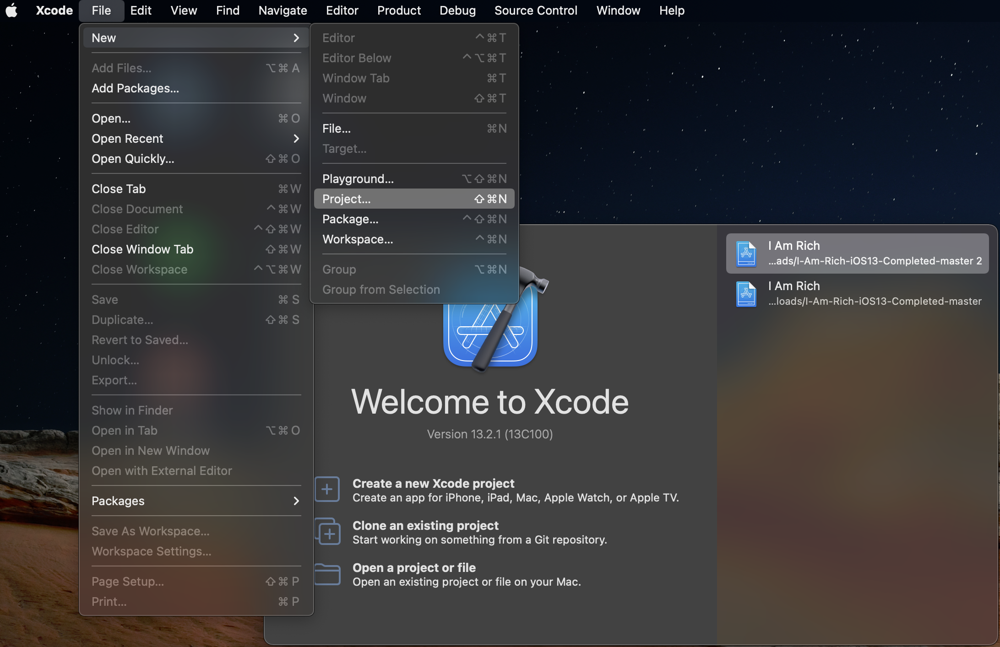 Xcode File Edit View Find Navigate Editor Product Debug Source Control Window Help
New
Add Files... ⌥⌘ A
Add Packages...
Open... ⌘ O
Open Recent
Open Quickly... ⇧⌘ O
Close Tab ⌘W
Close Document ^⌘W
Close Editor ^⇧⌘W
Close Window Tab ⇧⌘W
Close Workspace ^⌥⌘W
Save ⌘ S
Duplicate... ⇧⌘ S
Revert to Saved...
Unlock...
Export...
Show in Finder
Open in Tab ⌥⌘ O
Open in New Window
Open with External Editor
Packages
Save As Workspace...
Workspace Settings...
Page Setup... ⇧⌘ P
Print... ⌘ P
Editor ^⌘T
Editor Below ^⌥⌘T
Window Tab ⌘T
Window ⇧⌘T
File... ⌘N
Target...
Playground... ⌥⇧⌘N
Project... ⇧⌘N
Package... ^⇧⌘N
Workspace... ^⌘N
Group ⌥⌘N
Group from Selection
Welcome to Xcode
Version 13.2.1 (13C100)
Create a new Xcode project
Create an app for iPhone, iPad, Mac, Apple Watch, or Apple TV.
Clone an existing project
Start working on something from a Git repository.
Open a project or file
Open an existing project or file on your Mac.
I Am Rich
...ads/I-Am-Rich-iOS13-Completed-master 2
I Am Rich
...loads/I-Am-Rich-iOS13-Completed-master